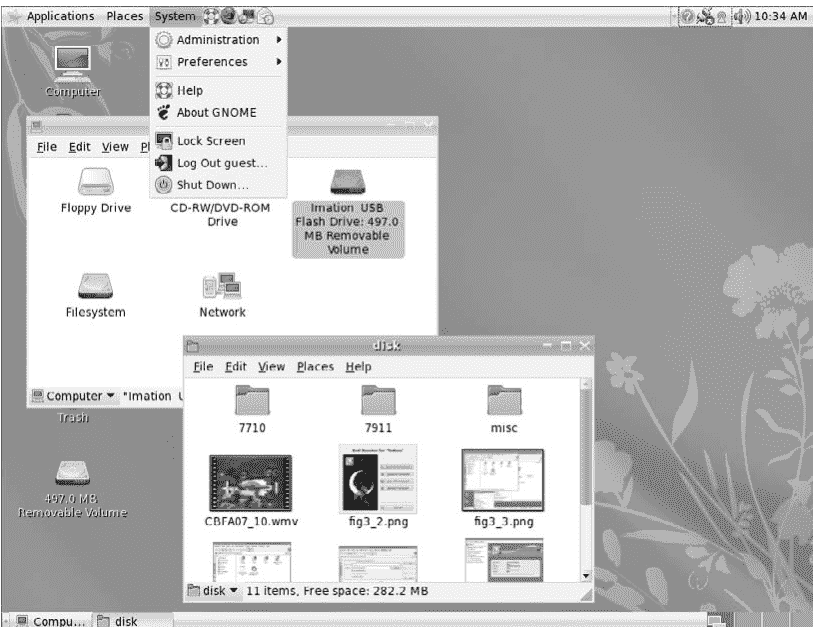 Applications Places System
10:34 AM
Administration
Preferences
Help
About GNOME
Lock Screen
Log Out guest...
Shut Down...
Computer
File Edit View
Floppy Drive
CD-RW/DVD-ROM
Drive
Imation USB
Flash Drive: 497.0
MB Removable
Volume
Filesystem
Network
Computer "Imation
Trash
497.0 MB
Removable Volume
disk
File Edit View Places Help
7710
7911
misc
CBFA07_10.wmv
fig3_2.png
fig3_3.png
disk 11 items, Free space: 282.2 MB
Compu... disk